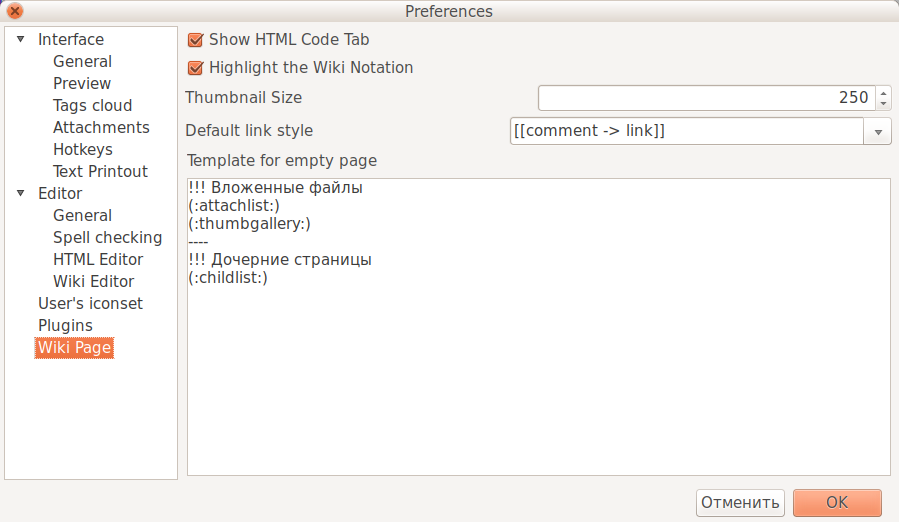 Preferences
Interface
General
Preview
Tags cloud
Attachments
Hotkeys
Text Printout
Editor
General
Spell checking
HTML Editor
Wiki Editor
User's iconset
Plugins
Wiki Page
Show HTML Code Tab
Highlight the Wiki Notation
Thumbnail Size 250
Default link style [[comment -> link]]
Template for empty page
!!! Вложенные файлы
(:attachlist:)
(:thumbgallery:)
----
!!! Дочерние страницы
(:childlist:)
Отменить OK